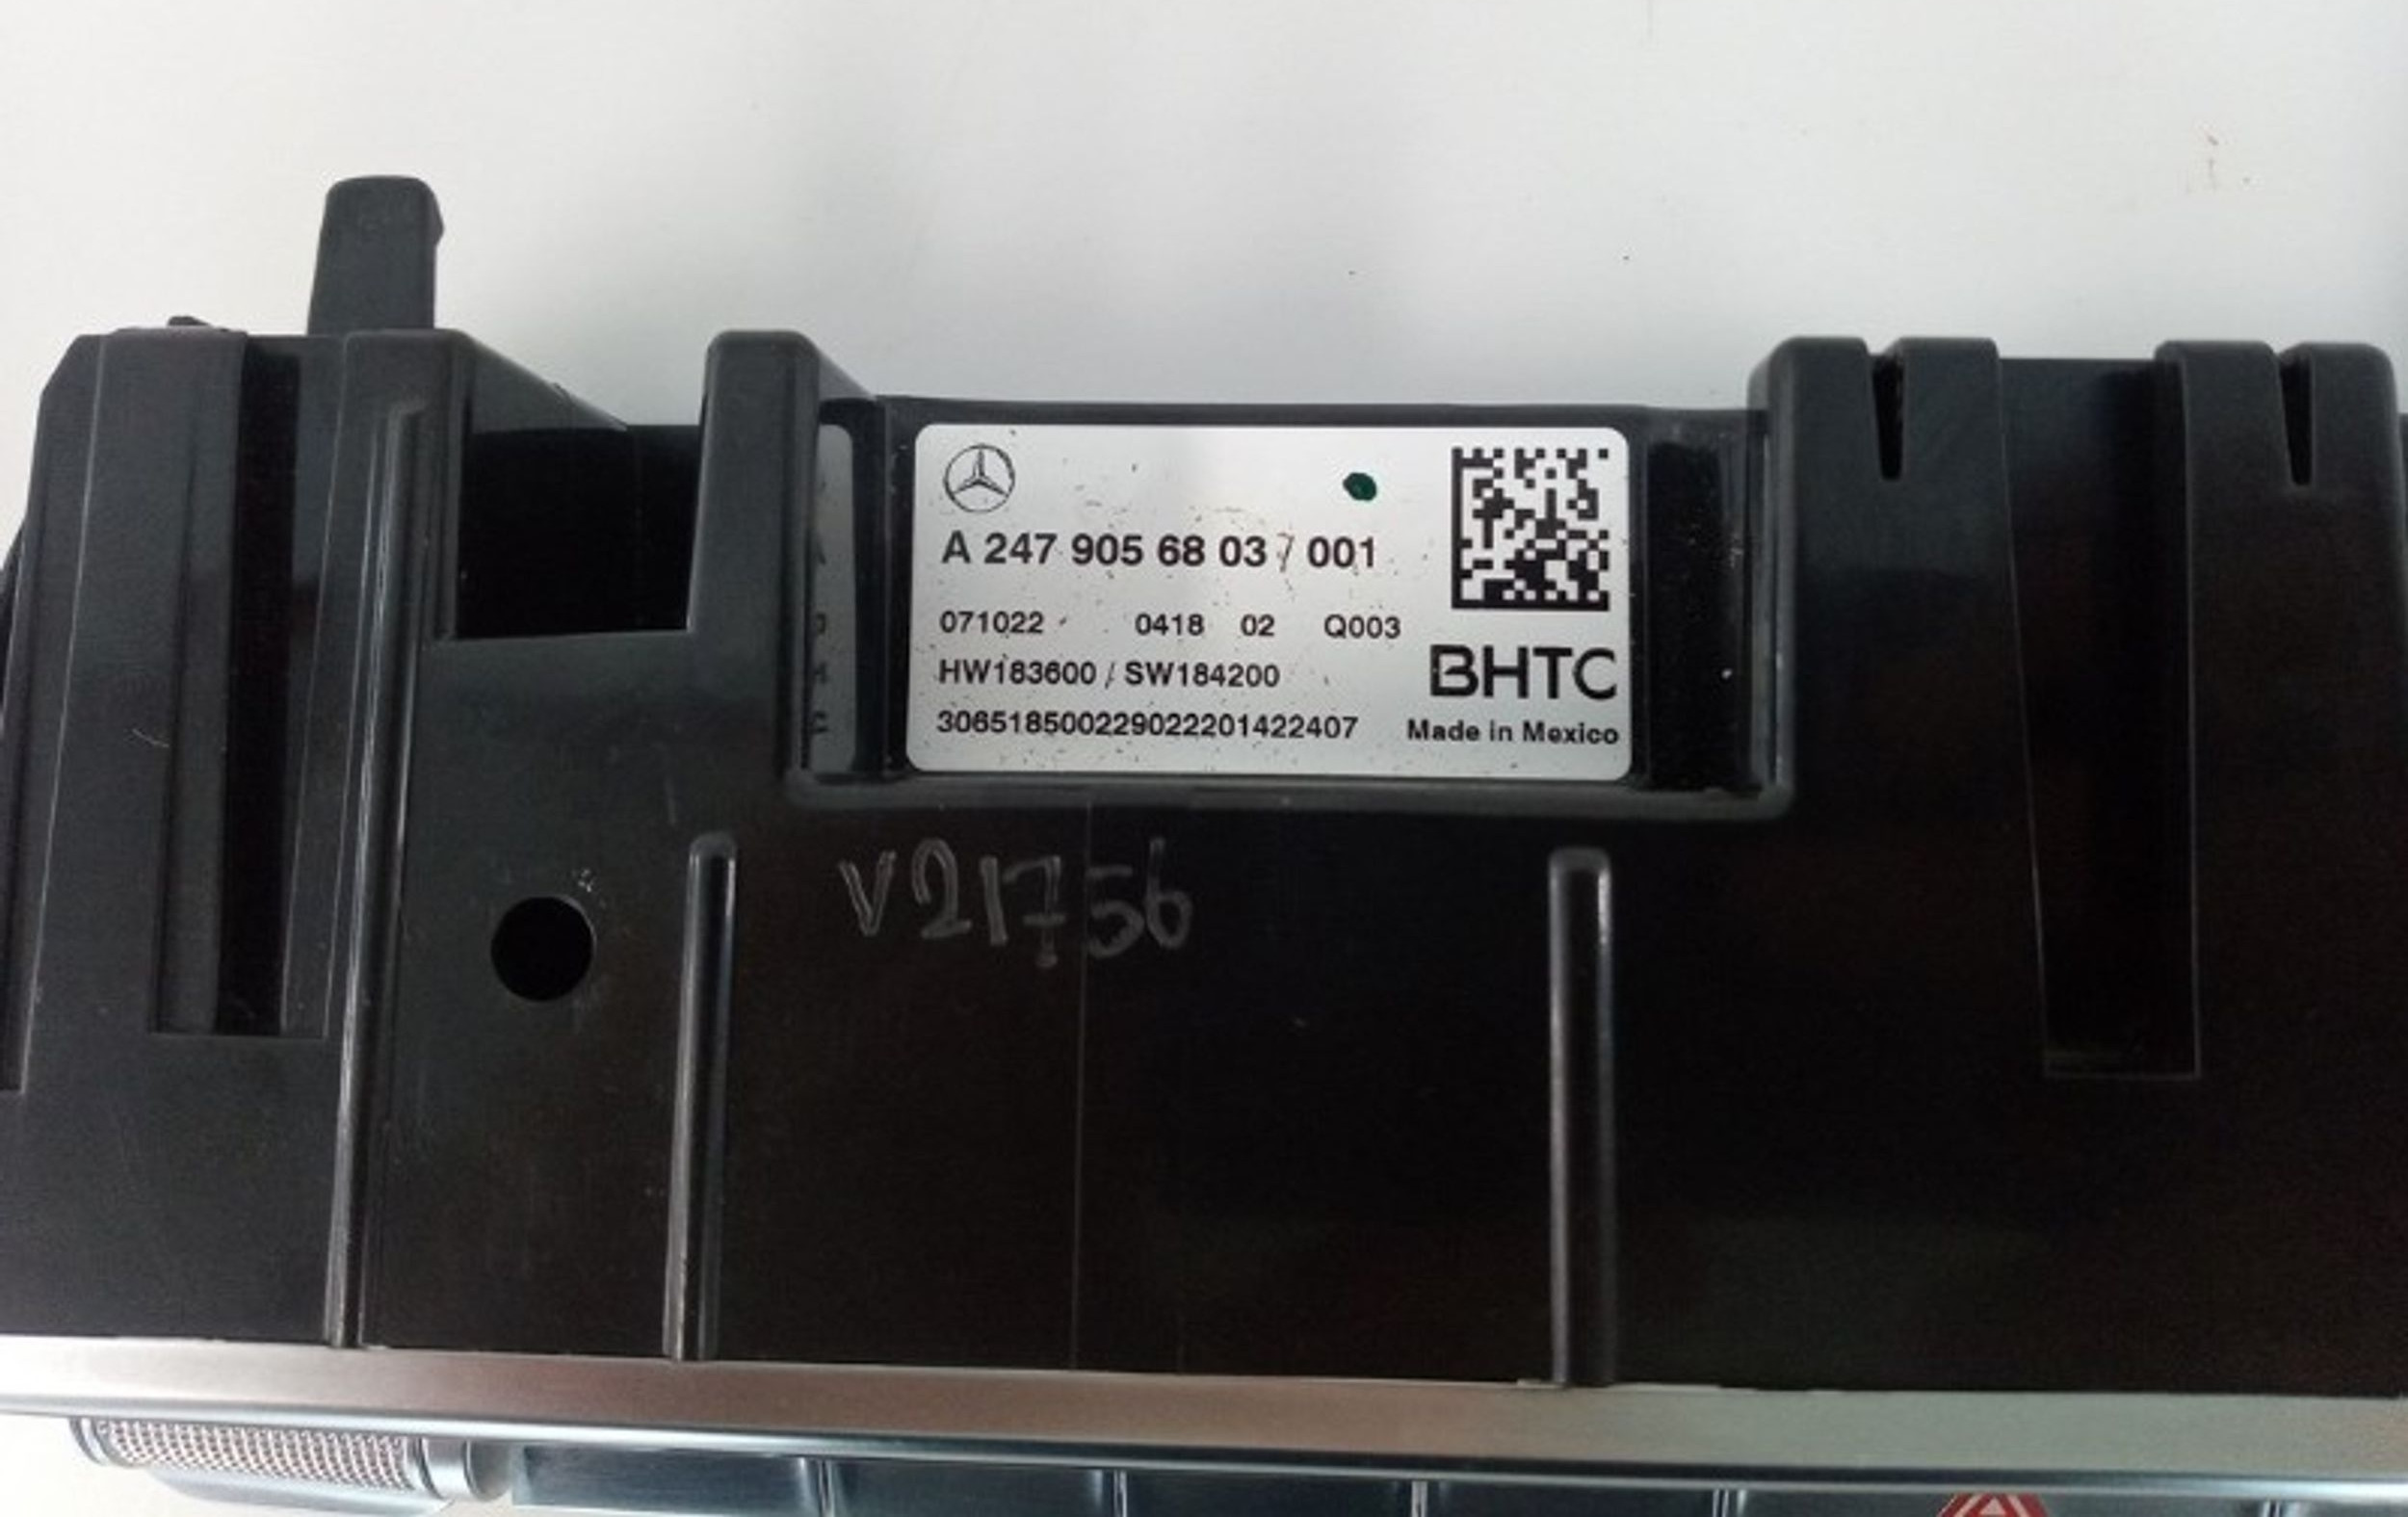 A 247 905 68 03 / 001
071022 0418 02 Q003
HW183600 / SW184200
306518500229022201422407
BHTC
Made in Mexico
V21756